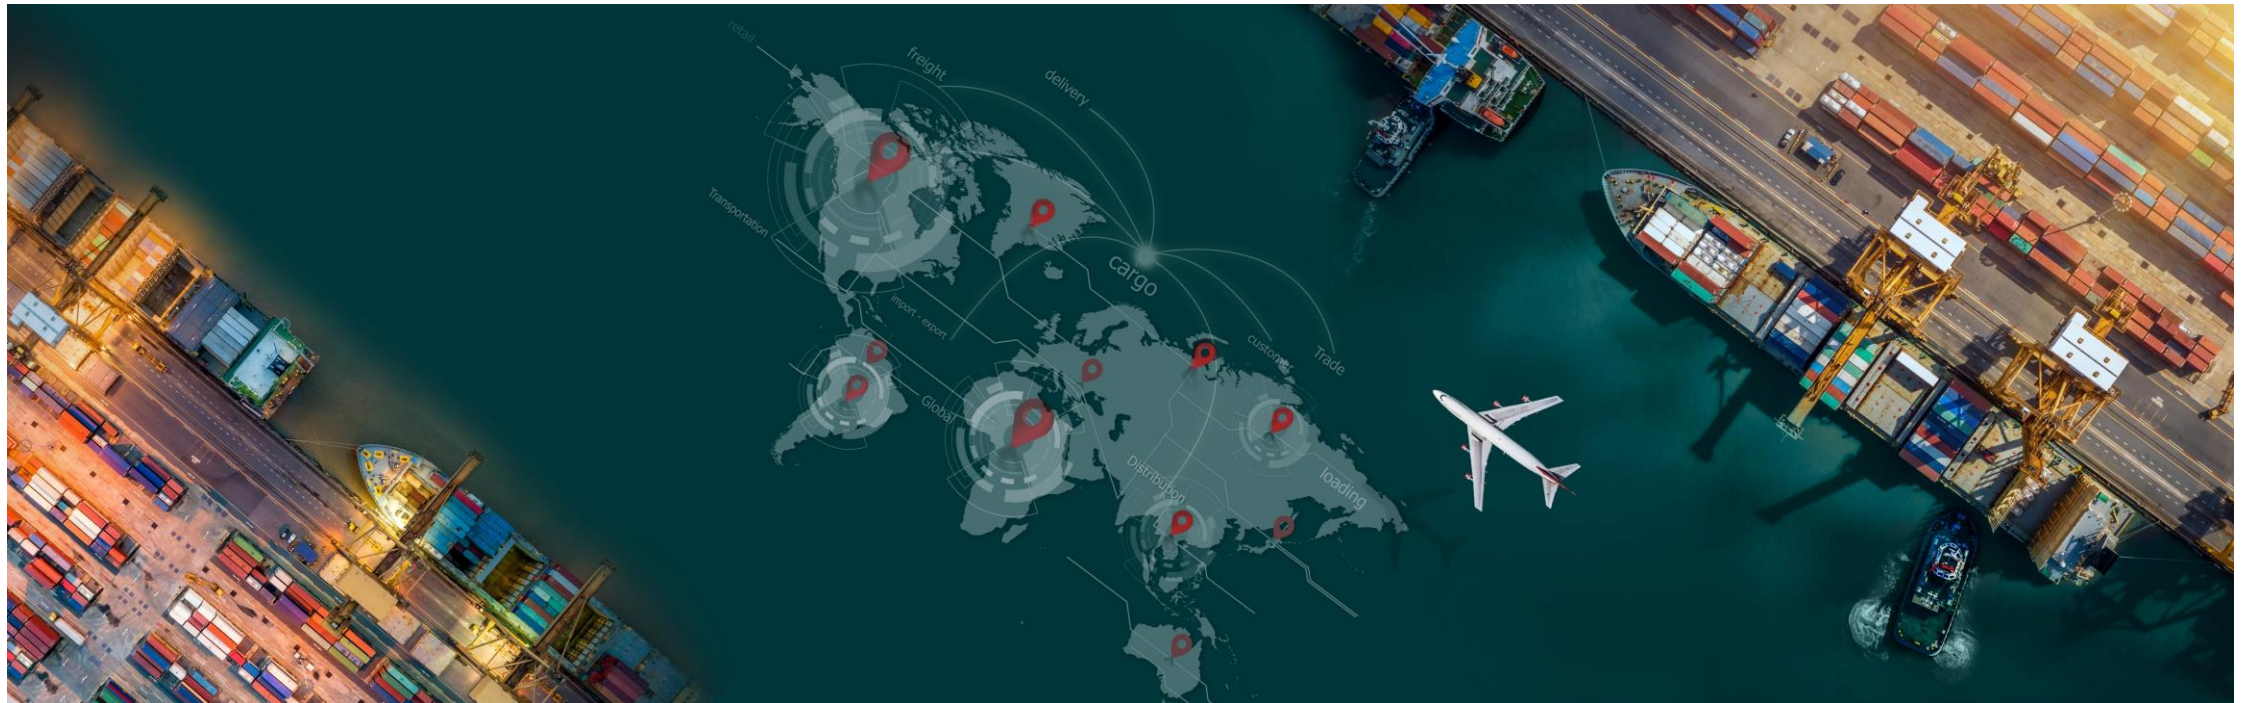 retail
freight
delivery
Transportation
cargo
import - export
customer
Trade
Global
Distribution
loading